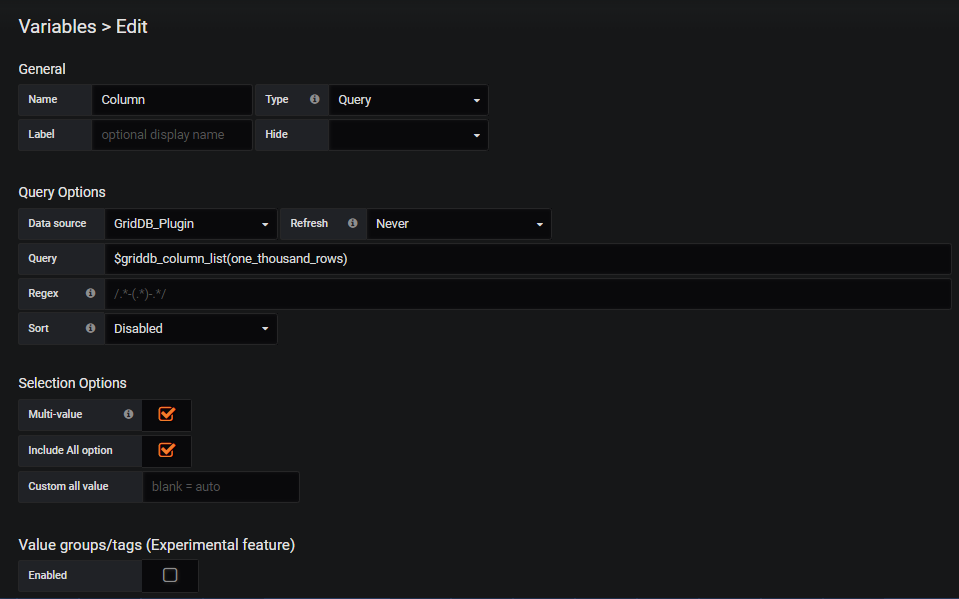 Variables > Edit
General
Name Column Type Query
Label optional display name Hide
Query Options
Data source GridDB_Plugin Refresh Never
Query $griddb_column_list(one_thousand_rows)
Regex /.*-(.*)-.*/
Sort Disabled
Selection Options
Multi-value
Include All option
Custom all value blank = auto
Value groups/tags (Experimental feature)
Enabled